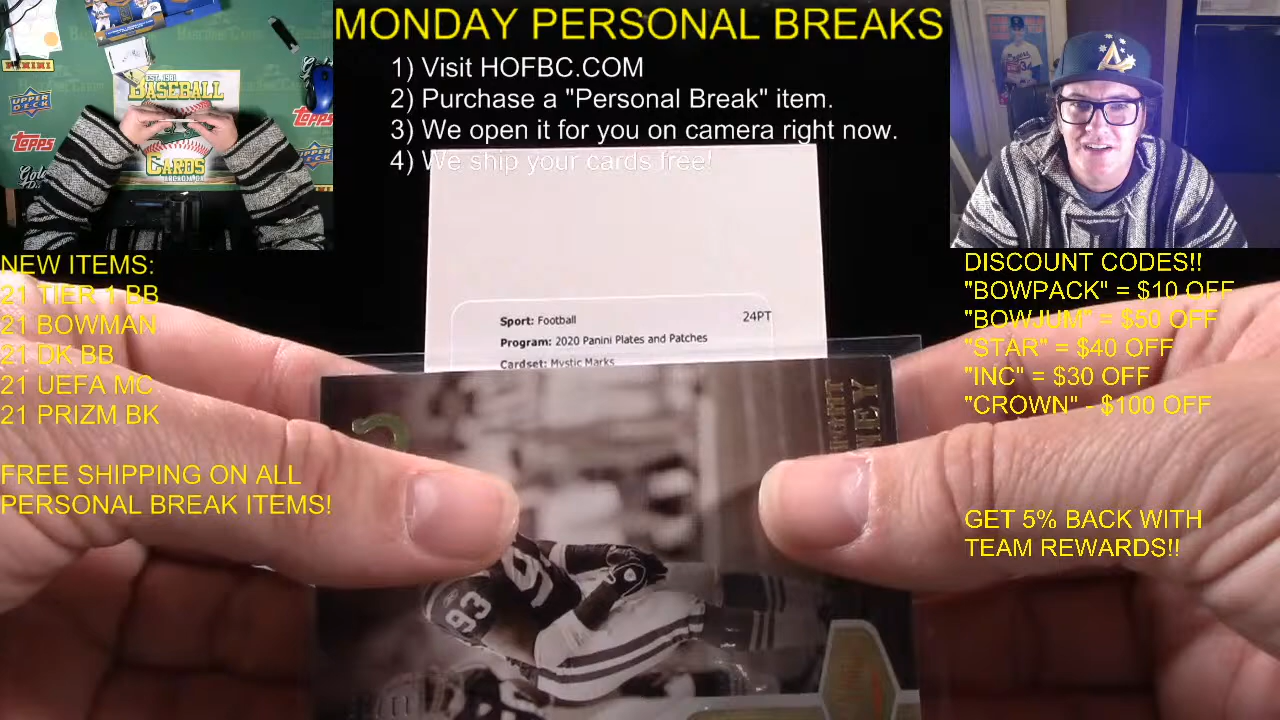 MONDAY PERSONAL BREAKS
1) Visit HOFBC.COM
2) Purchase a "Personal Break" item.
3) We open it for you on camera right now.
4) We ship your cards free!
PANINI
UPPER DECK
TOPPS
EST. 1981
BASEBALL
CARDS
TOPPS
UPPER DECK
NEW ITEMS:
21 TIER 1 BB
21 BOWMAN
21 DK BB
21 UEFA MC
21 PRIZM BK
FREE SHIPPING ON ALL
PERSONAL BREAK ITEMS!
DISCOUNT CODES!!
"BOWPACK" = $10 OFF
"BOWJUM" = $50 OFF
"STAR" = $40 OFF
"INC" = $30 OFF
"CROWN" - $100 OFF
GET 5% BACK WITH
TEAM REWARDS!!
Sport: Football 24PT
Program: 2020 Panini Plates and Patches
Cardset: Mystic Marks
93